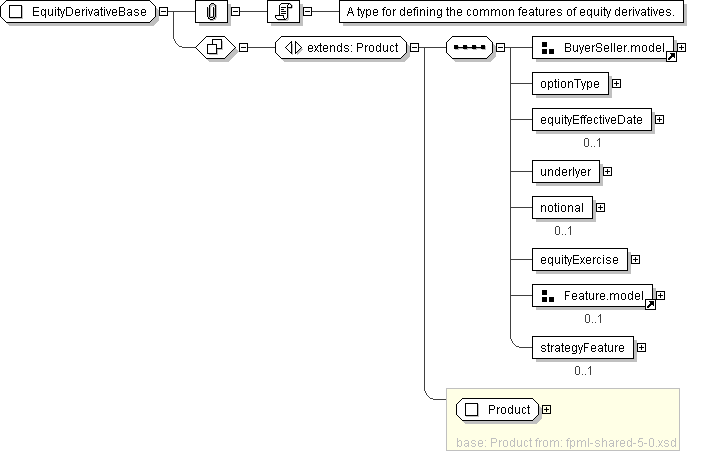 EquityDerivativeBase
A type for defining the common features of equity derivatives.
extends: Product
BuyerSeller.model
optionType
equityEffectiveDate
0..1
underlyer
notional
0..1
equityExercise
Feature.model
0..1
strategyFeature
0..1
Product
base: Product from: fpml-shared-5-0.xsd